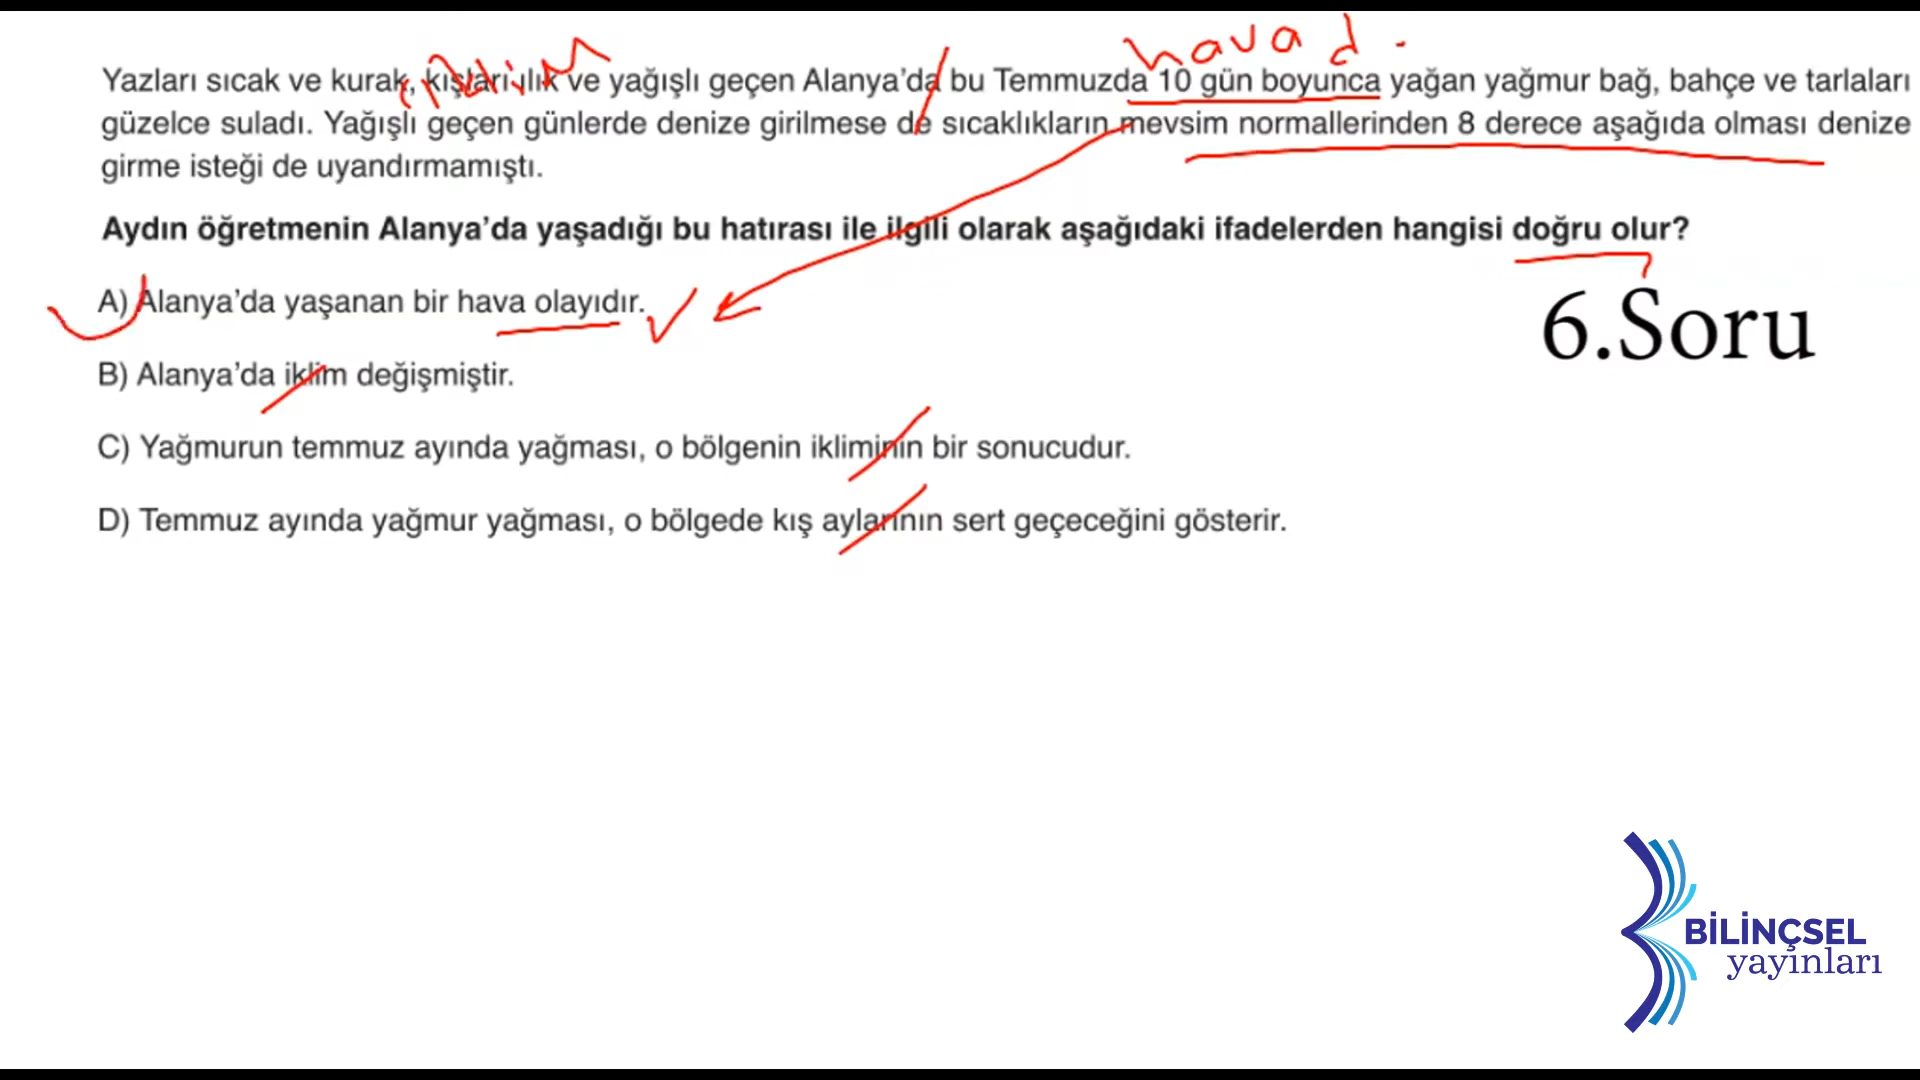 iklim
hava d.
Yazları sıcak ve kurak, kışları ılık ve yağışlı geçen Alanya'da bu Temmuzda 10 gün boyunca yağan yağmur bağ, bahçe ve tarlaları
güzelce suladı. Yağışlı geçen günlerde denize girilmese de sıcaklıkların mevsim normallerinden 8 derece aşağıda olması denize
girme isteği de uyandırmamıştı.
Aydın öğretmenin Alanya'da yaşadığı bu hatırası ile ilgili olarak aşağıdaki ifadelerden hangisi doğru olur?
A) Alanya'da yaşanan bir hava olayıdır.
6.Soru
B) Alanya'da iklim değişmiştir.
C) Yağmurun temmuz ayında yağması, o bölgenin ikliminin bir sonucudur.
D) Temmuz ayında yağmur yağması, o bölgede kış aylarının sert geçeceğini gösterir.
BİLİNÇSEL
yayınları